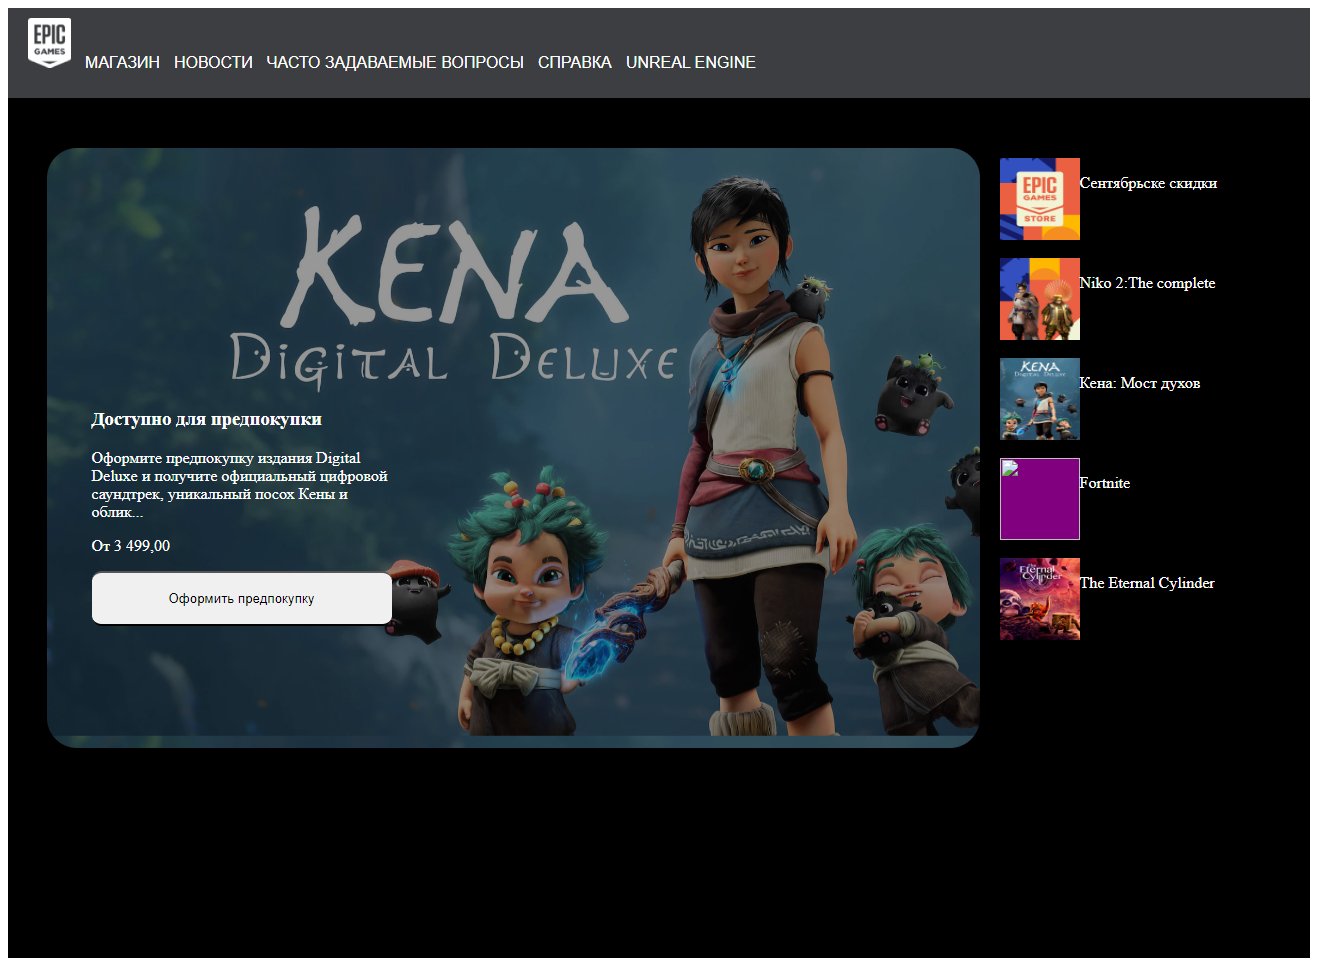 EPIC
GAMES
МАГАЗИН НОВОСТИ ЧАСТО ЗАДАВАЕМЫЕ ВОПРОСЫ СПРАВКА UNREAL ENGINE
KENA
DIGITAL DELUXE
Доступно для предпокупки
Оформите предпокупку издания Digital
Deluxe и получите официальный цифровой
саундтрек, уникальный посох Кены и
облик...
От 3 499,00
Оформить предпокупку
EPIC
GAMES
STORE
Сентябрьске скидки
Niko 2:The complete
KENA
DIGITAL DELUXE
Кена: Мост духов
Fortnite
The Eternal
Cylinder
The Eternal Cylinder